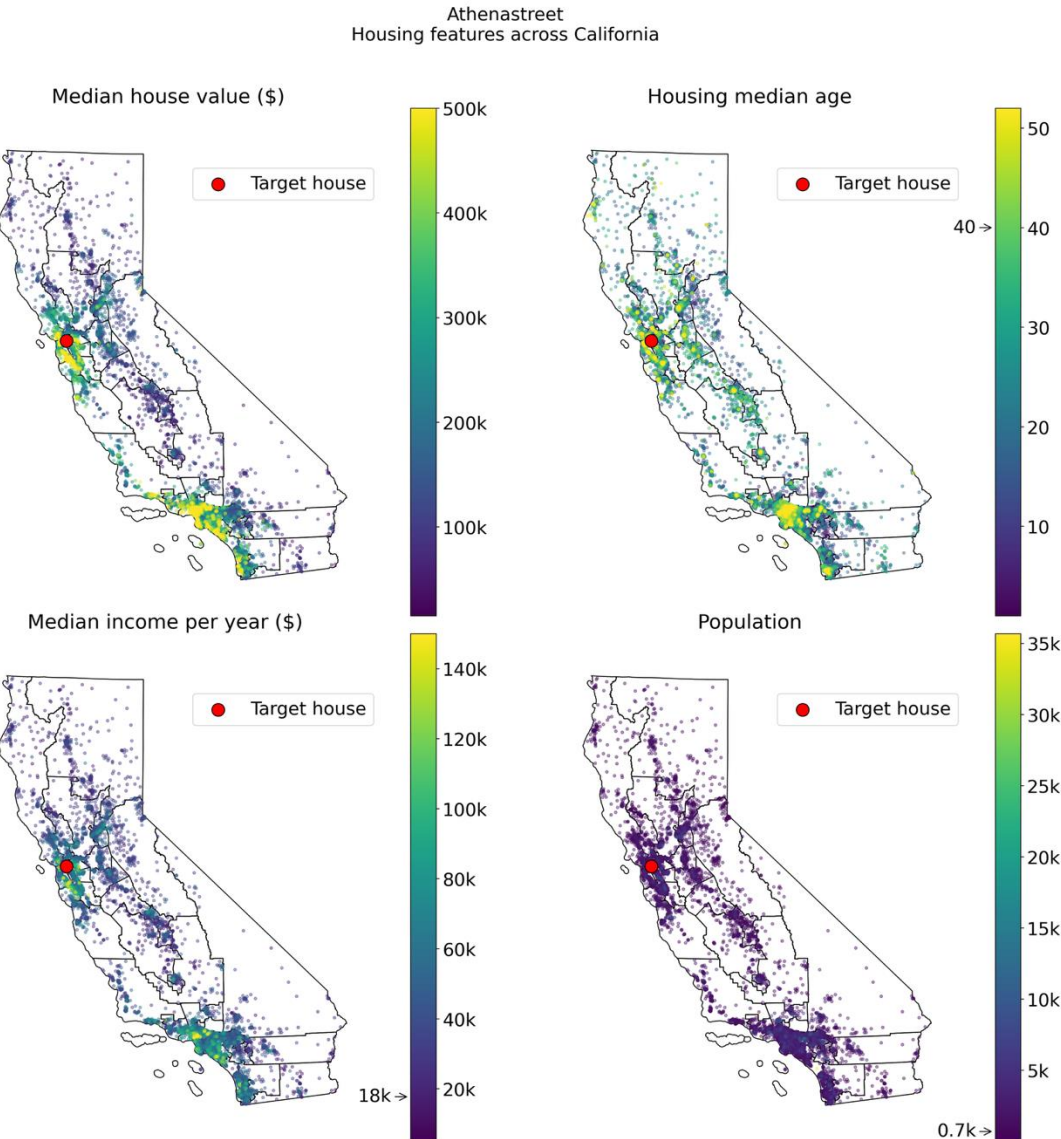 Athenastreet
Housing features across California
Median house value ($)
Target house
500k
400k
300k
200k
100k
Housing median age
Target house
40
50
40
30
20
10
Median income per year ($)
Target house
18k
140k
120k
100k
80k
60k
40k
20k
Population
Target house
0.7k
35k
30k
25k
20k
15k
10k
5k